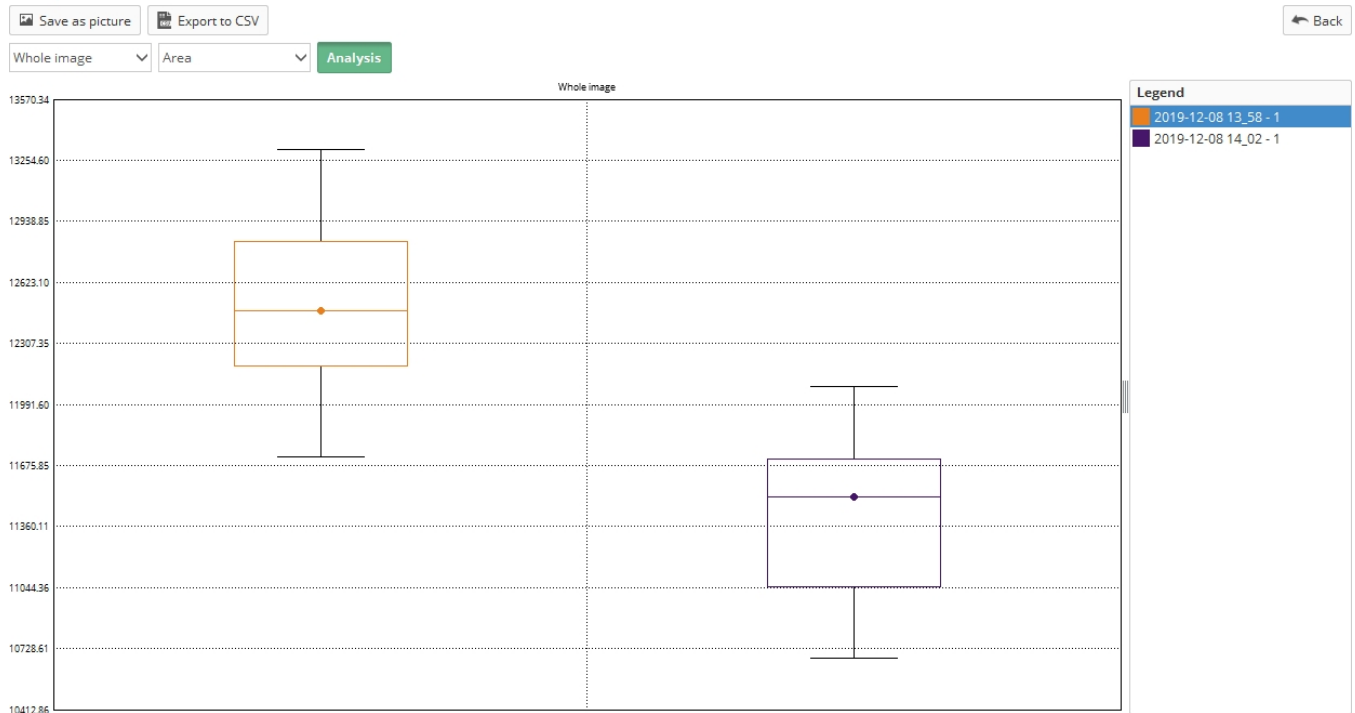 Save as picture
Export to CSV
Back
Whole image
Area
Analysis
Whole image
13570.34
13254.60
12938.85
12623.10
12307.35
11991.60
11675.85
11360.11
11044.36
10728.61
10412.86
Legend
2019-12-08 13_58 - 1
2019-12-08 14_02 - 1